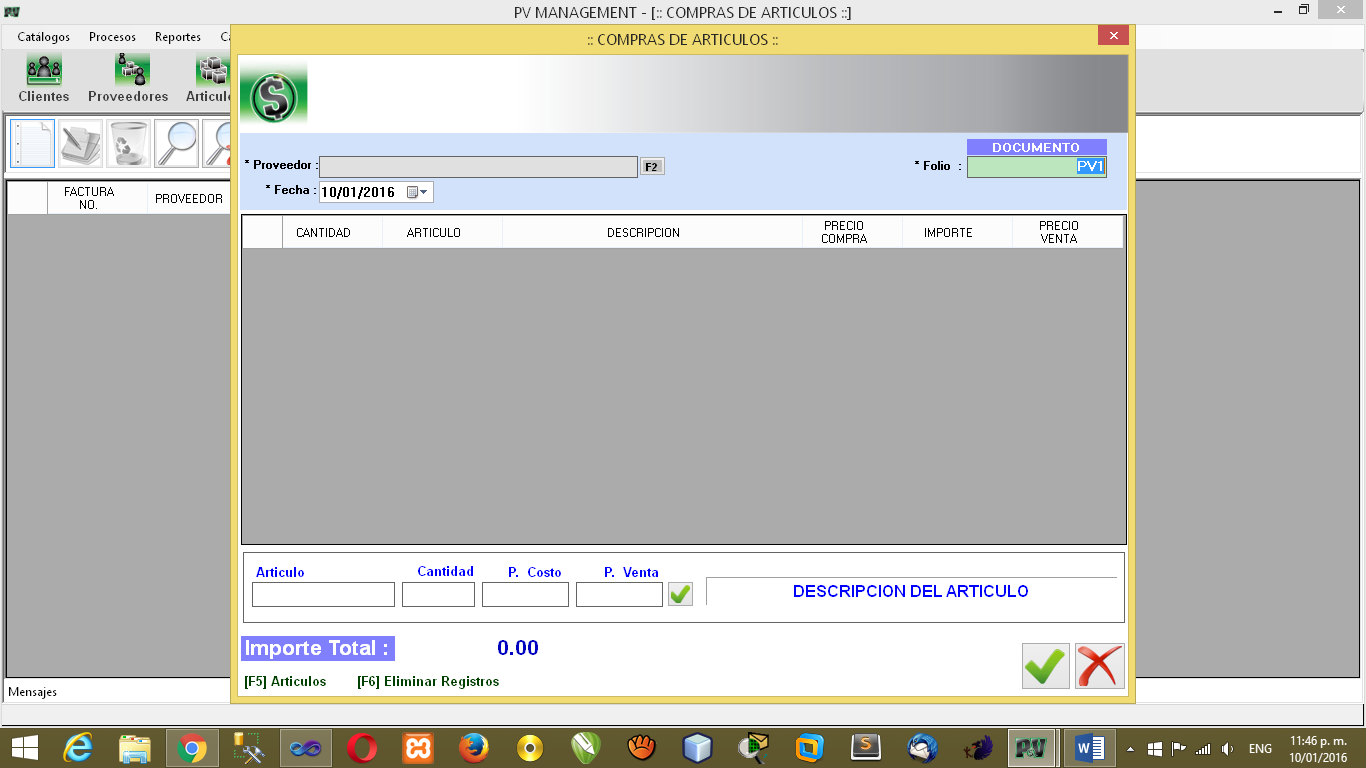 PV MANAGEMENT - [:: COMPRAS DE ARTICULOS ::]
Catálogos Procesos Reportes
:: COMPRAS DE ARTICULOS ::
Clientes Proveedores
* Proveedor : F2
DOCUMENTO
* Folio : PV1
* Fecha : 10/01/2016
FACTURA NO. PROVEEDOR
CANTIDAD ARTICULO DESCRIPCION PRECIO COMPRA IMPORTE PRECIO VENTA
Articulo Cantidad P. Costo P. Venta
DESCRIPCION DEL ARTICULO
Importe Total : 0.00
[F5] Articulos [F6] Eliminar Registros
Mensajes
ENG
11:46 p. m.
10/01/2016